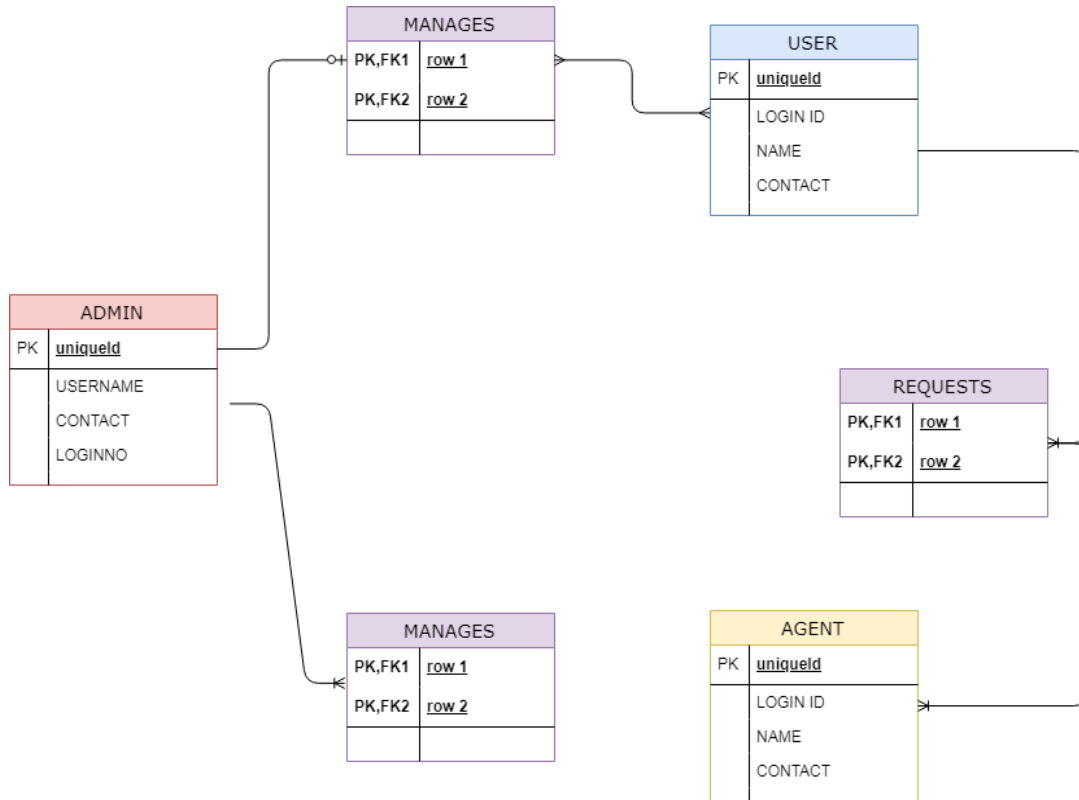 MANAGES
PK,FK1 row 1
PK,FK2 row 2
USER
PK uniqueId
LOGIN ID
NAME
CONTACT
ADMIN
PK uniqueId
USERNAME
CONTACT
LOGINNO
REQUESTS
PK,FK1 row 1
PK,FK2 row 2
MANAGES
PK,FK1 row 1
PK,FK2 row 2
AGENT
PK uniqueId
LOGIN ID
NAME
CONTACT